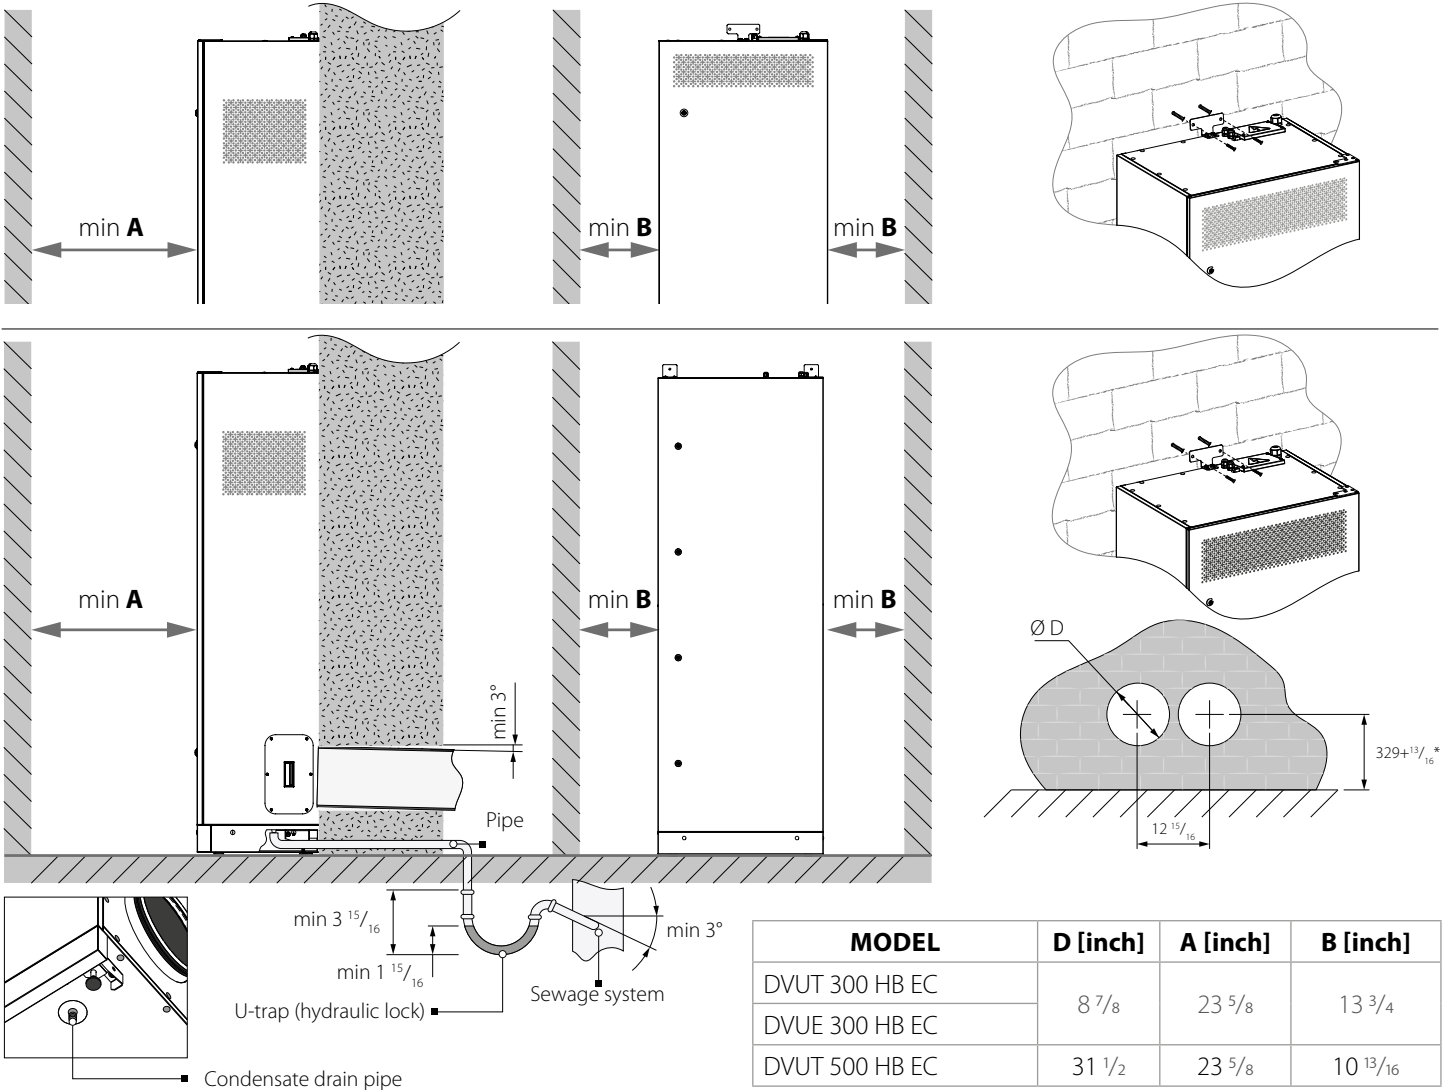 min A
min B
min B
min A
min B
min B
Ø D
min 3°
329+13/16*
12 15/16
Pipe
min 3 15/16
min 1 15/16
min 3°
U-trap (hydraulic lock)
Sewage system
Condensate drain pipe
MODEL D [inch] A [inch] B [inch]
DVUT 300 HB EC
8 7/8 23 5/8 13 3/4
DVUE 300 HB EC
DVUT 500 HB EC 31 1/2 23 5/8 10 13/16